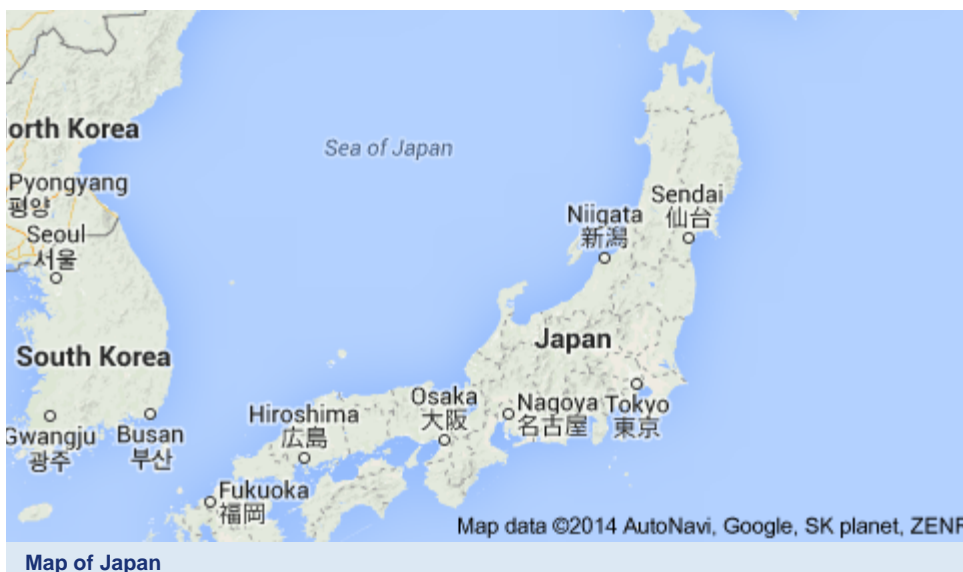 orth Korea
Sea of Japan
Pyongyang
평양
Sendai
仙台
Niigata
新潟
Seoul
서울
Japan
South Korea
Osaka
大阪
Nagoya
名古屋
Tokyo
東京
Hiroshima
広島
Gwangju
광주
Busan
부산
Fukuoka
福岡
Map data ©2014 AutoNavi, Google, SK planet, ZENR
Map of Japan